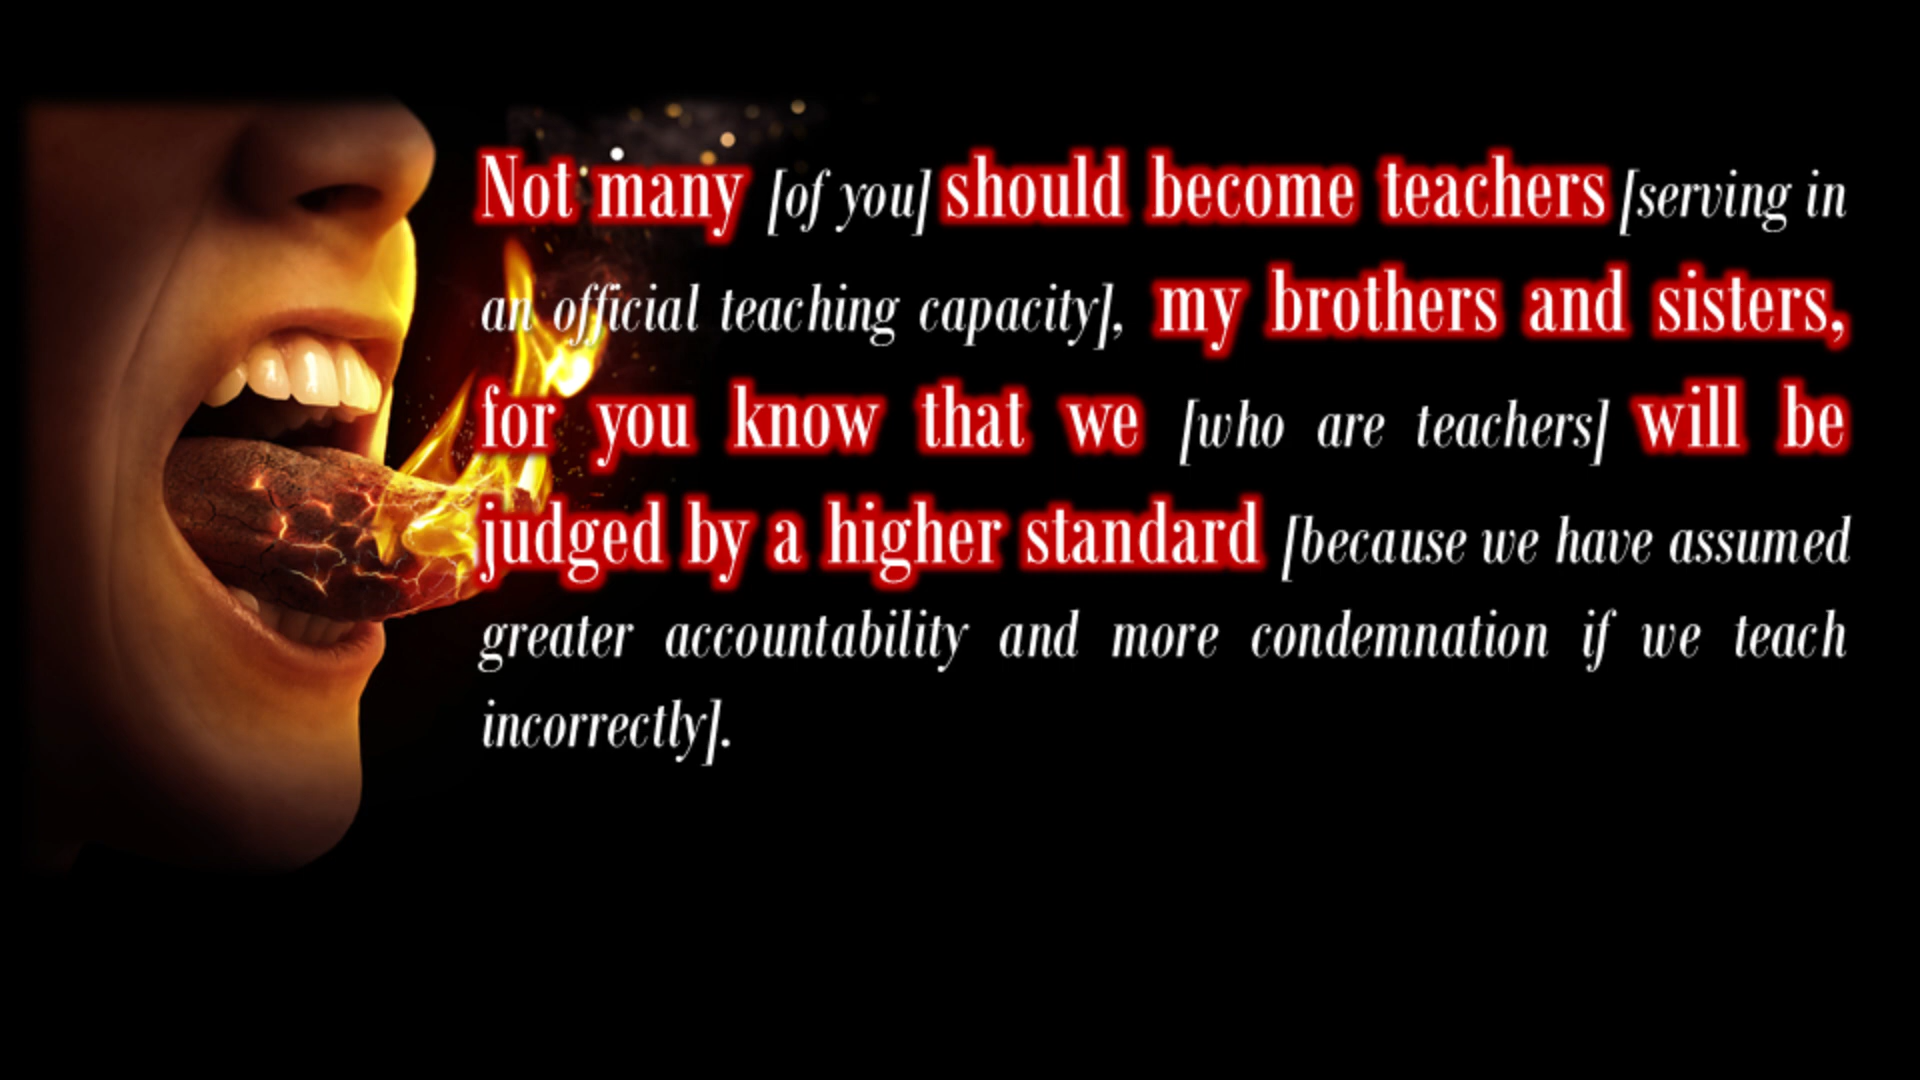 Not many [of you] should become teachers [serving in
an official teaching capacity], my brothers and sisters,
for you know that we [who are teachers] will be
judged by a higher standard [because we have assumed
greater accountability and more condemnation if we teach
incorrectly].